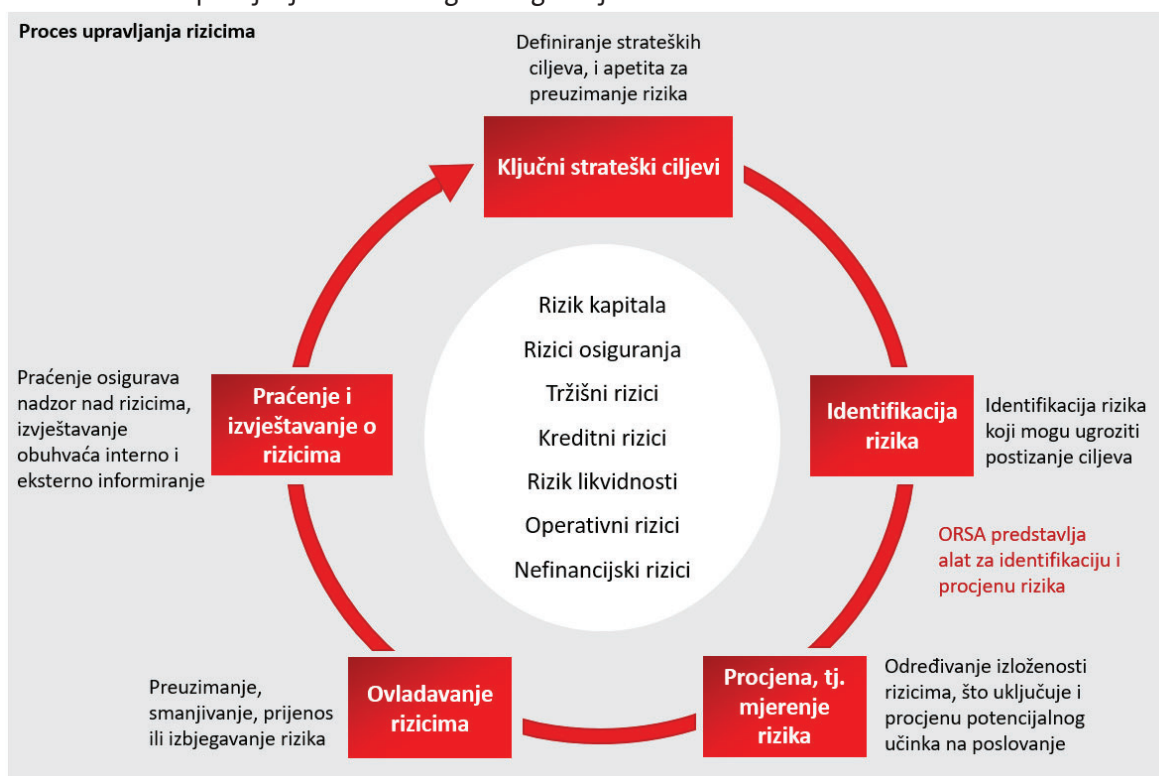 Proces upravljanja rizicima
Definiranje strateških
ciljeva, i apetita za
preuzimanje rizika
Ključni strateški ciljevi
Identifikacija
rizika
Identifikacija rizika
koji mogu ugroziti
postizanje ciljeva
ORSA predstavlja
alat za identifikaciju i
procjenu rizika
Procjena, tj.
mjerenje
rizika
Određivanje izloženosti
rizicima, što uključuje i
procjenu potencijalnog
učinka na poslovanje
Ovladavanje
rizicima
Preuzimanje,
smanjivanje, prijenos
ili izbjegavanje rizika
Praćenje i
izvještavanje o
rizicima
Praćenje osigurava
nadzor nad rizicima,
izvještavanje
obuhvaća interno i
eksterno informiranje
Rizik kapitala
Rizici osiguranja
Tržišni rizici
Kreditni rizici
Rizik likvidnosti
Operativni rizici
Nefinancijski rizici